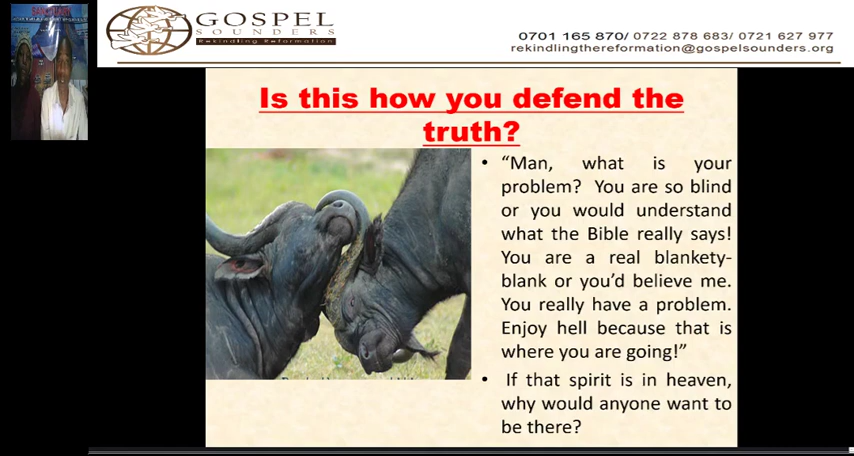 GOSPEL
SOUNDERS
Rekindling Reformation
0701 165 870/ 0722 878 683/ 0721 627 977
rekindlingthereformation@gospelsounders.org
Is this how you defend the
truth?
• “Man, what is your
problem? You are so blind
or you would understand
what the Bible really says!
You are a real blankety-
blank or you’d believe me.
You really have a problem.
Enjoy hell because that is
where you are going!”
• If that spirit is in heaven,
why would anyone want to
be there?